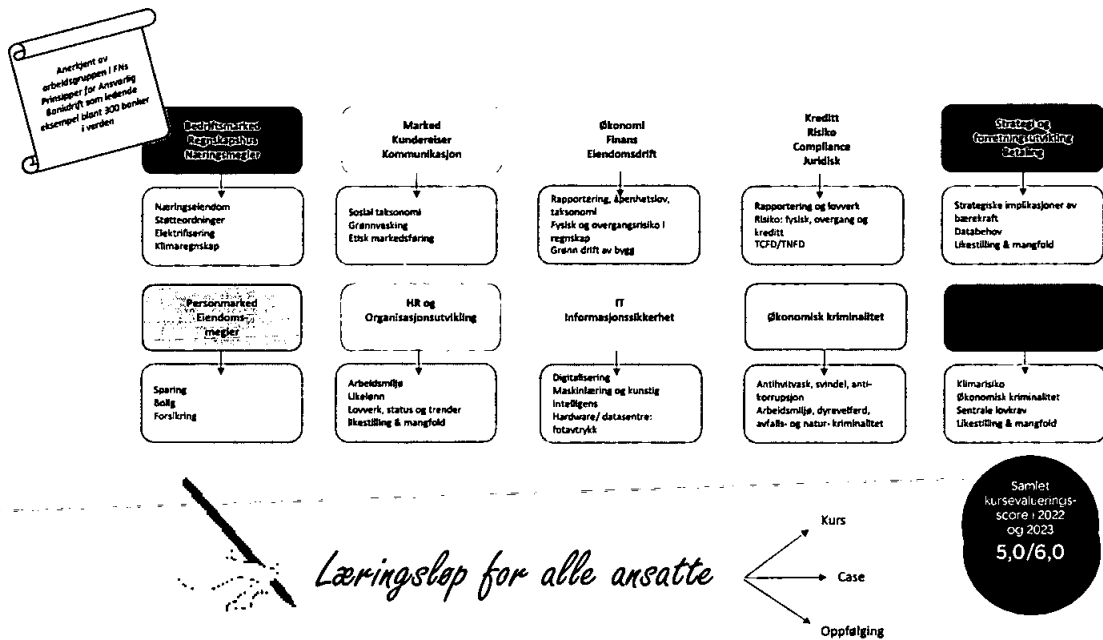 Anerkjent av
arbeidsgruppen i FNs
Prinsipper for Ansvarlig
Bankdrift som ledende
eksempel blant 300 banker
i verden
Bedriftsmarked
Regnskapshus
Næringsmegler
Marked
Kundereiser
Kommunikasjon
Økonomi
Finans
Eiendomsdrift
Kreditt
Risiko
Compliance
Juridisk
Strategi og
forretningsutvikling
Betaling
Næringseiendom
Støtteordninger
Elektrifisering
Klimaregnskap
Sosial taksonomi
Grønnvasking
Etisk markedsføring
Rapportering, åpenhetslov,
taksonomi
Fysisk og overgangsrisiko i
regnskap
Grønn drift av bygg
Rapportering og lovverk
Risiko: fysisk, overgang og
kreditt
TCFD/TNFD
Strategiske implikasjoner av
bærekraft
Databehov
Likestilling & mangfold
Personmarked
Eiendoms-
megler
HR og
Organisasjonsutvikling
IT
Informasjonssikkerhet
Økonomisk kriminalitet
Sparing
Bolig
Forsikring
Arbeidsmiljø
Likelønn
Lovverk, status og trender
likestilling & mangfold
Digitalisering
Maskinlæring og kunstig
intelligens
Hardware/ datasentre:
fotavtrykk
Antihvitvask, svindel, anti-
korrupsjon
Arbeidsmiljø, dyrevelferd,
avfalls- og natur- kriminalitet
Klimarisiko
Økonomisk kriminalitet
Sentrale lovkrav
Likestilling & mangfold
Samlet
kursevaluerings-
score i 2022
og 2023
5,0/6,0
Læringsløp for alle ansatte
Kurs
Case
Oppfølging